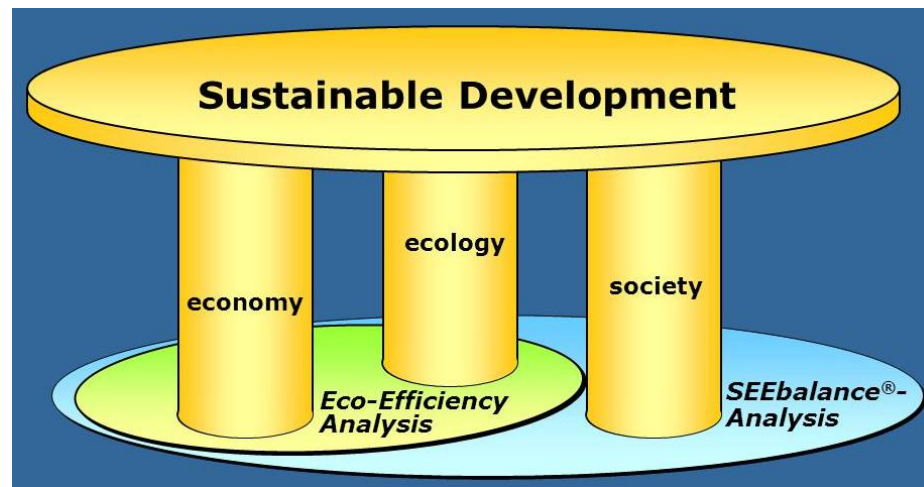 Sustainable Development
ecology
economy
society
Eco-Efficiency
Analysis
SEEbalance®-
Analysis